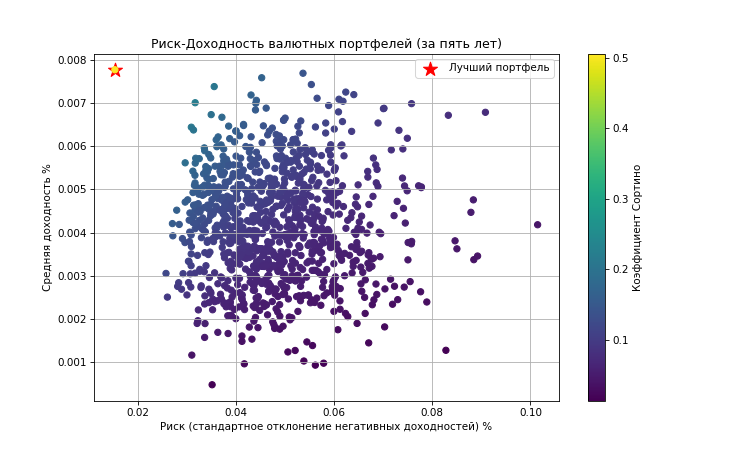 Риск-Доходность валютных портфелей (за пять лет)
Лучший портфель
0.008
0.007
0.006
0.005
0.004
0.003
0.002
0.001
Средняя доходность %
0.02 0.04 0.06 0.08 0.10
Риск (стандартное отклонение негативных доходностей) %
0.5
0.4
0.3
0.2
0.1
Коэффициент Сортино